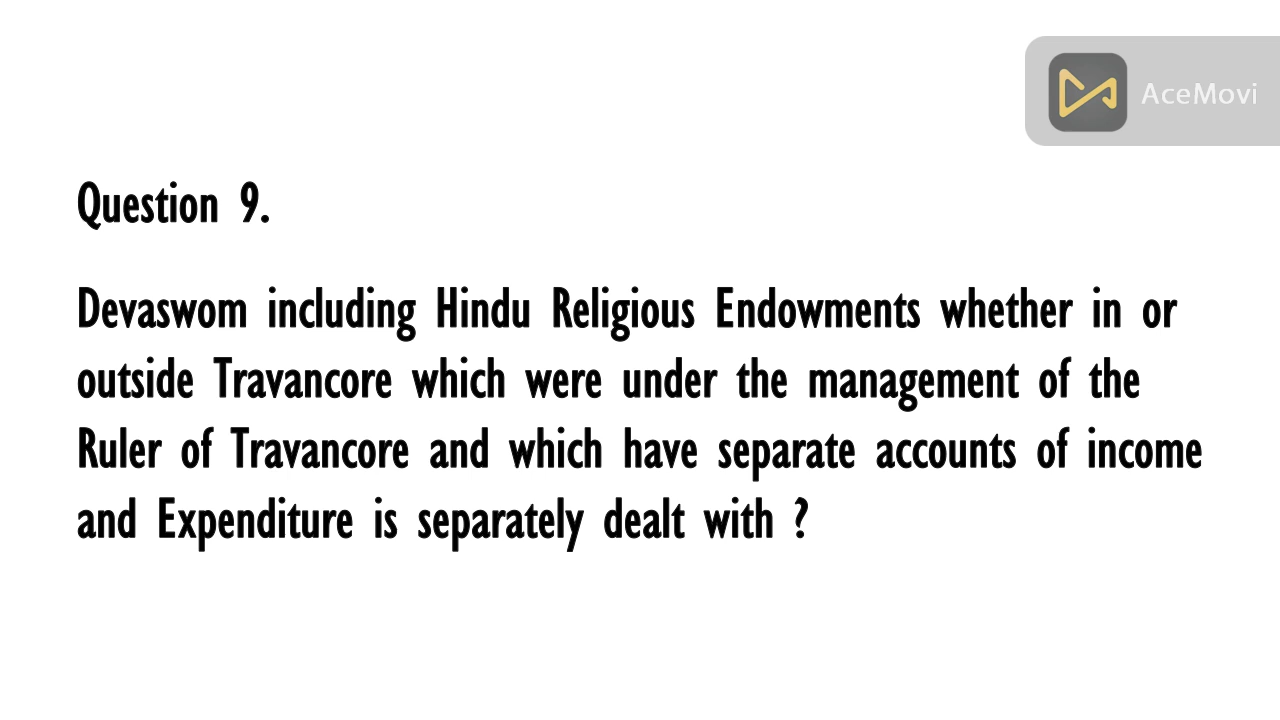 AceMovi
Question 9.
Devaswom including Hindu Religious Endowments whether in or
outside Travancore which were under the management of the
Ruler of Travancore and which have separate accounts of income
and Expenditure is separately dealt with ?